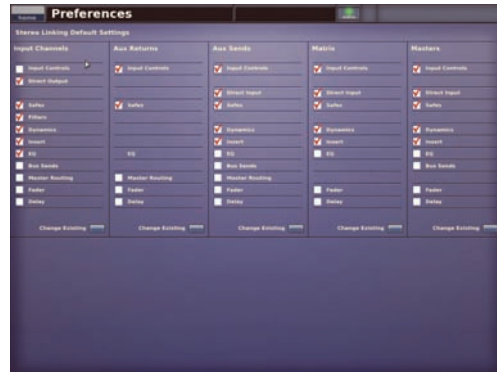 home Preferences
Stereo Linking Default Settings
Input Channels Aux Returns Aux Sends Matrix Masters
Input Controls Input Controls Input Controls Input Controls Input Controls
Direct Output
Direct Input Direct Input Direct Input
Safes Safes Safes Safes Safes
Filters
Dynamics Dynamics Dynamics Dynamics
Insert Insert Insert Insert
EQ EQ EQ EQ EQ
Bus Sends Bus Sends Bus Sends
Master Routing Master Routing Master Routing
Fader Fader Fader Fader Fader
Delay Delay Delay Delay Delay
Change Existing Change Existing Change Existing Change Existing Change Existing